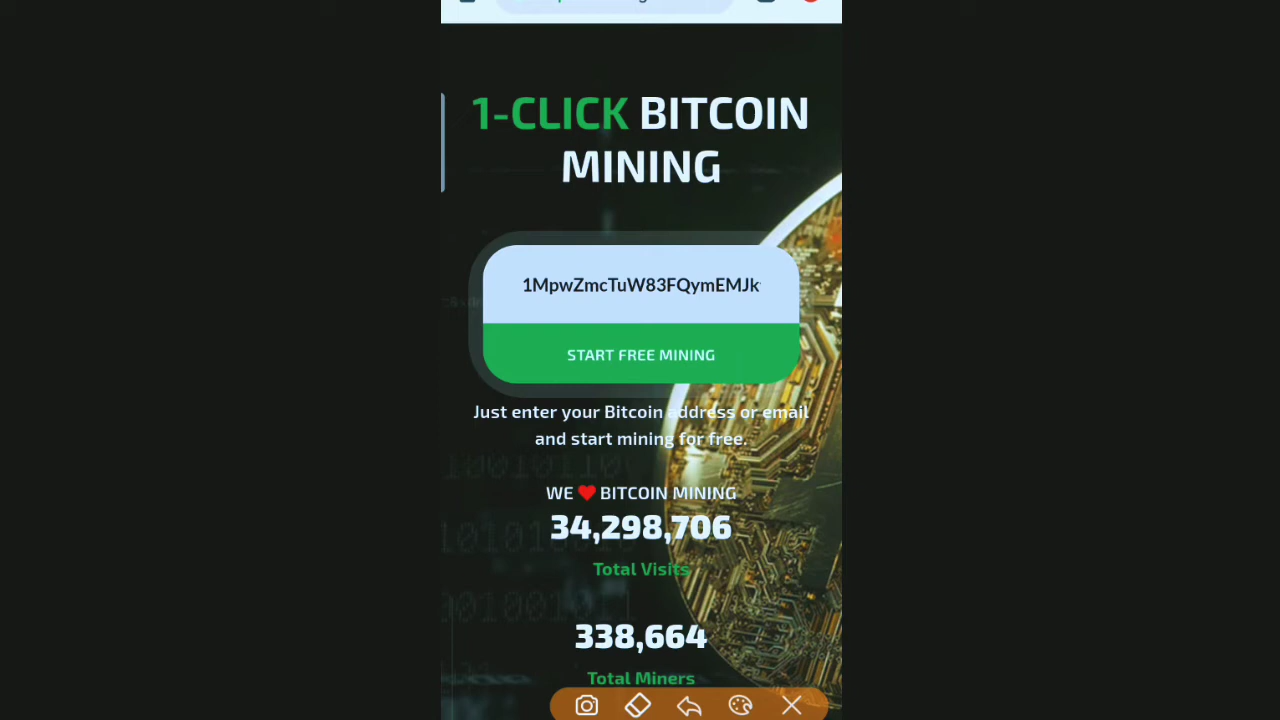 1-CLICK BITCOIN
MINING
1MpwZmcTuW83FQymEMJk
START FREE MINING
Just enter your Bitcoin address or email
and start mining for free.
WE ❤ BITCOIN MINING
34,298,706
Total Visits
338,664
Total Miners